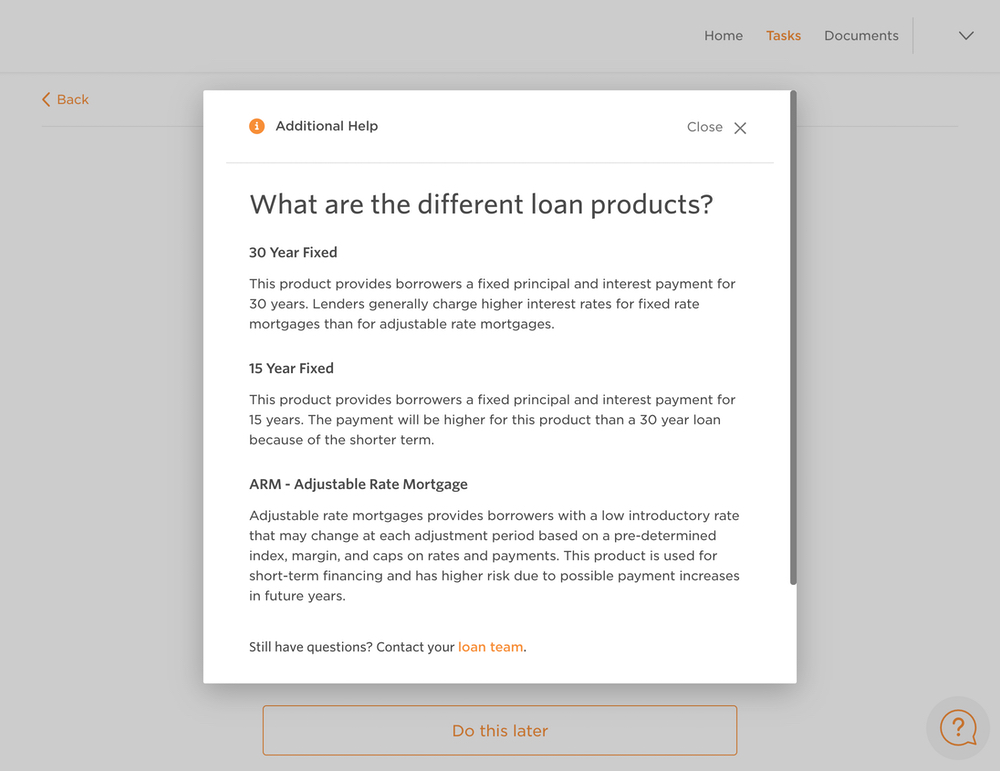 Home Tasks Documents
Back
Additional Help
Close
What are the different loan products?
30 Year Fixed
This product provides borrowers a fixed principal and interest payment for
30 years. Lenders generally charge higher interest rates for fixed rate
mortgages than for adjustable rate mortgages.
15 Year Fixed
This product provides borrowers a fixed principal and interest payment for
15 years. The payment will be higher for this product than a 30 year loan
because of the shorter term.
ARM - Adjustable Rate Mortgage
Adjustable rate mortgages provides borrowers with a low introductory rate
that may change at each adjustment period based on a pre-determined
index, margin, and caps on rates and payments. This product is used for
short-term financing and has higher risk due to possible payment increases
in future years.
Still have questions? Contact your loan team.
Do this later